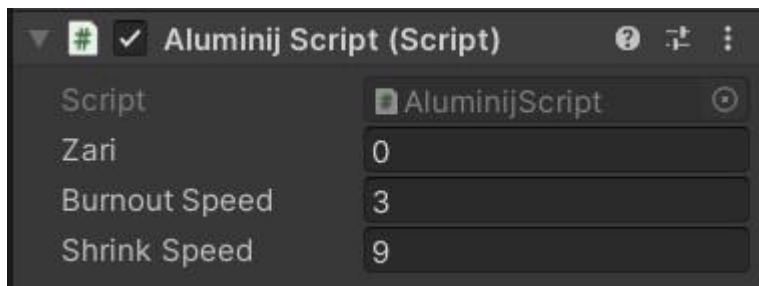 # Aluminij Script (Script)
Script # AluminijScript
Zari 0
Burnout Speed 3
Shrink Speed 9